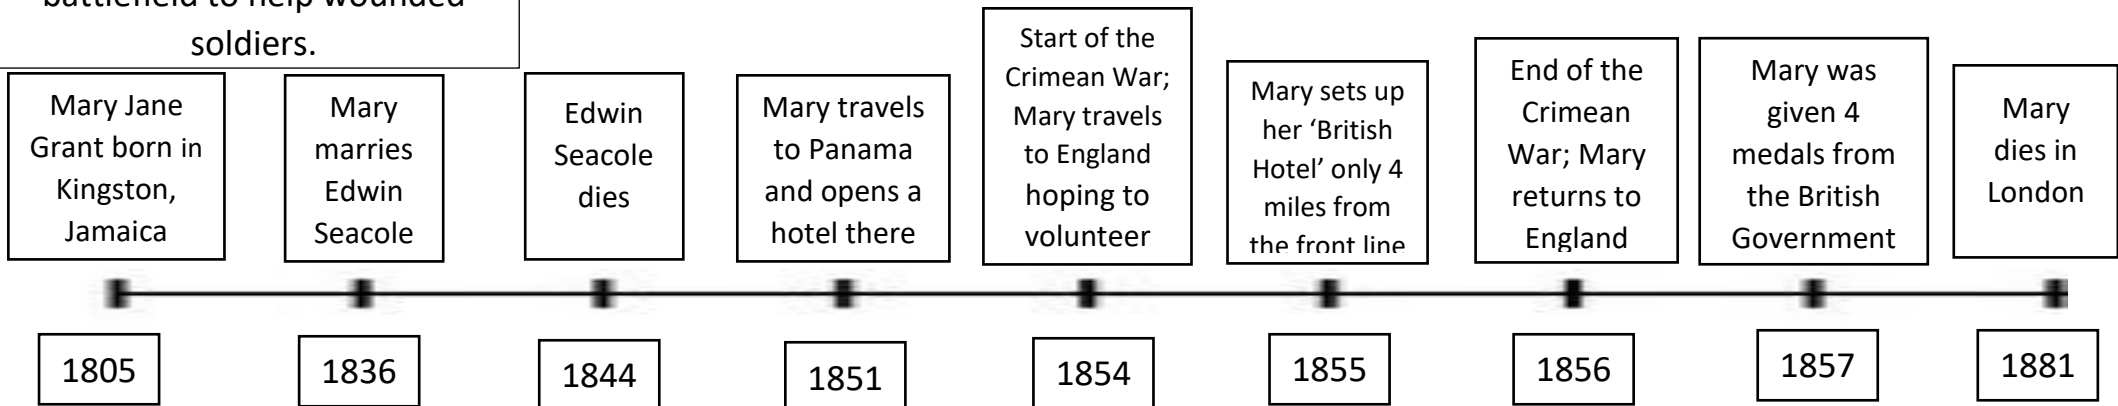 battlefield to help wounded
soldiers.
Mary Jane
Grant born in
Kingston,
Jamaica
Mary
marries
Edwin
Seacole
Edwin
Seacole
dies
Mary travels
to Panama
and opens a
hotel there
Start of the
Crimean War;
Mary travels
to England
hoping to
volunteer
Mary sets up
her ‘British
Hotel’ only 4
miles from
the front line
End of the
Crimean
War; Mary
returns to
England
Mary was
given 4
medals from
the British
Government
Mary
dies in
London
1805
1836
1844
1851
1854
1855
1856
1857
1881